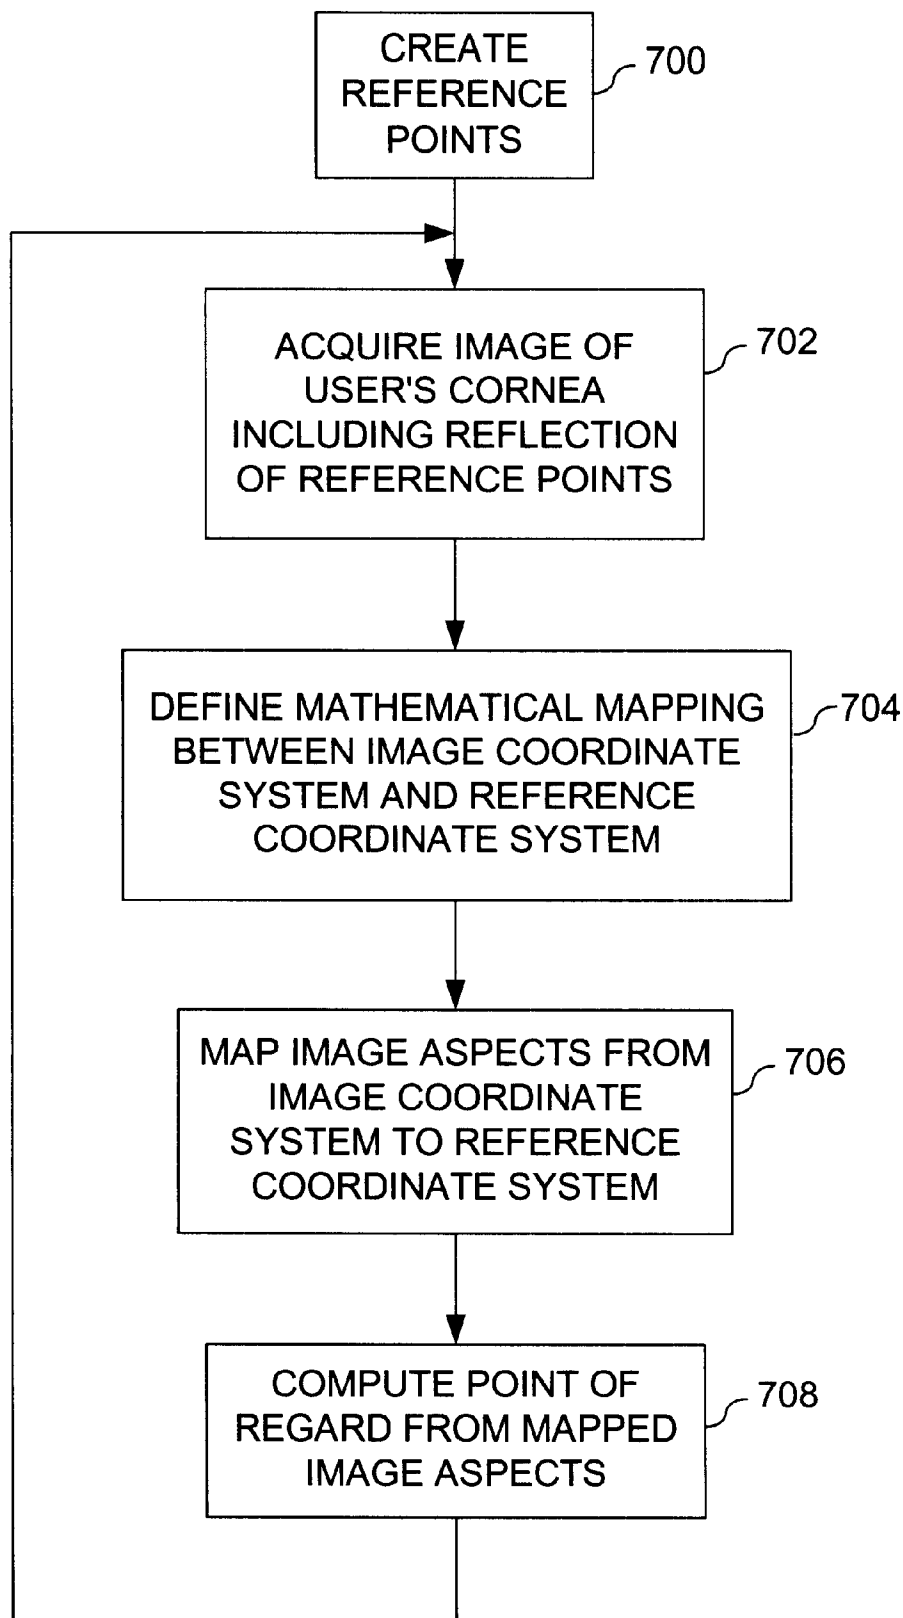 CREATE
REFERENCE
POINTS
700
ACQUIRE IMAGE OF
USER'S CORNEA
INCLUDING REFLECTION
OF REFERENCE POINTS
702
DEFINE MATHEMATICAL MAPPING
BETWEEN IMAGE COORDINATE
SYSTEM AND REFERENCE
COORDINATE SYSTEM
704
MAP IMAGE ASPECTS FROM
IMAGE COORDINATE
SYSTEM TO REFERENCE
COORDINATE SYSTEM
706
COMPUTE POINT OF
REGARD FROM MAPPED
IMAGE ASPECTS
708